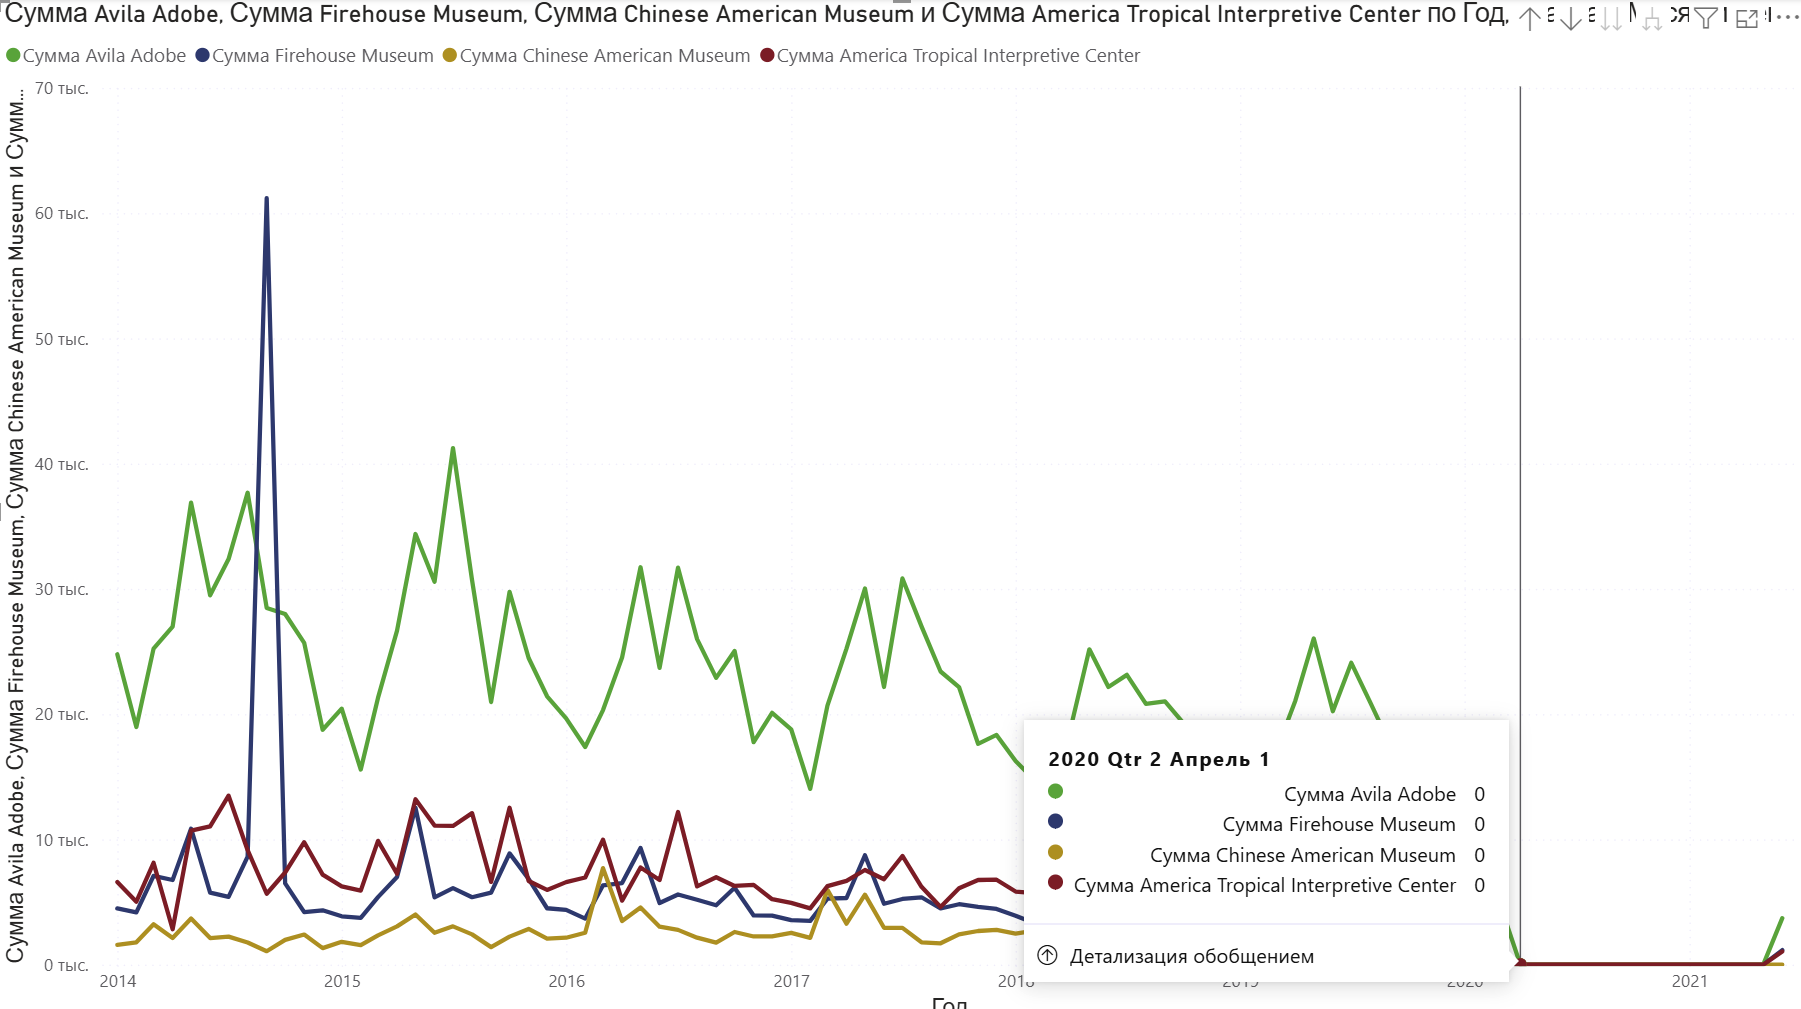 Сумма Avila Adobe, Сумма Firehouse Museum, Сумма Chinese American Museum и Сумма America Tropical Interpretive Center по Год,
Сумма Avila Adobe Сумма Firehouse Museum Сумма Chinese American Museum Сумма America Tropical Interpretive Center
Сумма Avila Adobe, Сумма Firehouse Museum, Сумма Chinese American Museum и Сумм...
70 тыс.
60 тыс.
50 тыс.
40 тыс.
30 тыс.
20 тыс.
10 тыс.
0 тыс.
2020 Qtr 2 Апрель 1
Сумма Avila Adobe 0
Сумма Firehouse Museum 0
Сумма Chinese American Museum 0
Сумма America Tropical Interpretive Center 0
Детализация обобщением
2014 2015 2016 2017 2018 2019 2020 2021
Год